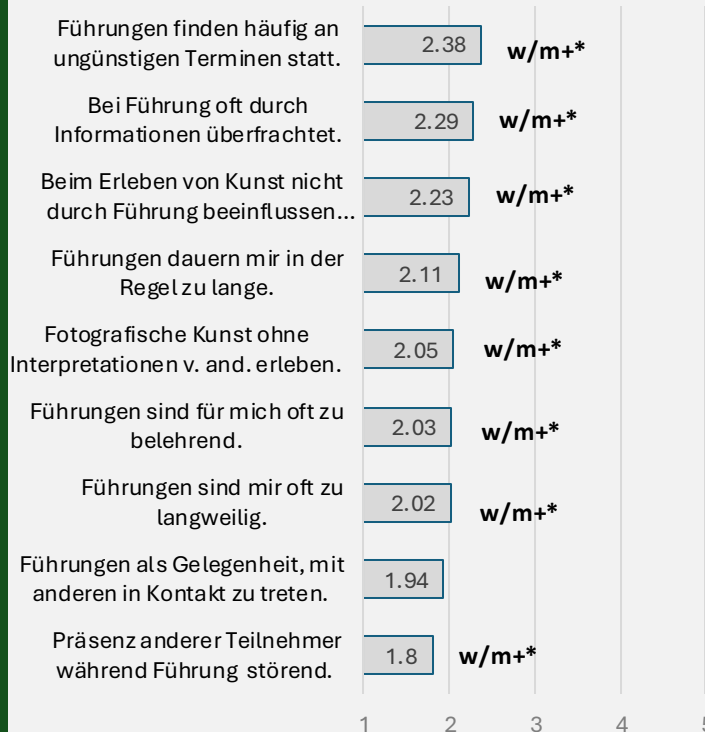 Führungen finden häufig an
ungünstigen Terminen statt.
2.38
w/m+*
Bei Führung oft durch
Informationen überfrachtet.
2.29
w/m+*
Beim Erleben von Kunst nicht
durch Führung beeinflussen…
2.23
w/m+*
Führungen dauern mir in der
Regel zu lange.
2.11
w/m+*
Fotografische Kunst ohne
Interpretationen v. and. erleben.
2.05
w/m+*
Führungen sind für mich oft zu
belehrend.
2.03
w/m+*
Führungen sind mir oft zu
langweilig.
2.02
w/m+*
Führungen als Gelegenheit, mit
anderen in Kontakt zu treten.
1.94
Präsenz anderer Teilnehmer
während Führung störend.
1.8
w/m+*
1 2 3 4 5